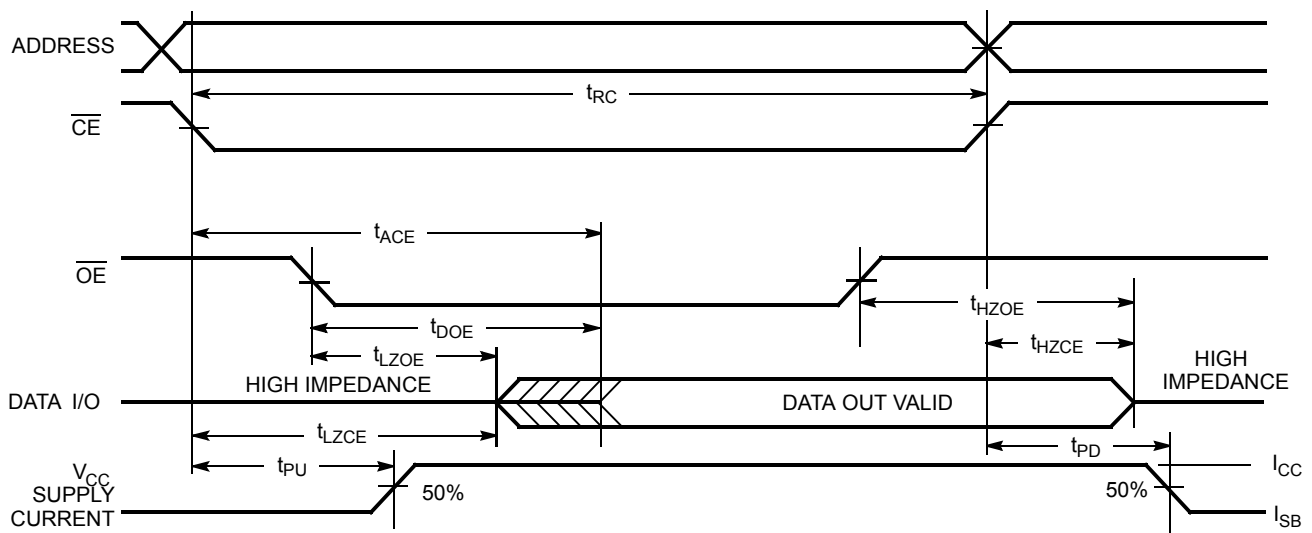 ADDRESS
tRC
CE
tACE
OE
tHZOE
tDOE
tHZCE
tLZOE
HIGH
IMPEDANCE
HIGH IMPEDANCE
DATA I/O
DATA OUT VALID
tLZCE
tPD
tPU
VCC
SUPPLY
CURRENT
50%
50%
ICC
ISB